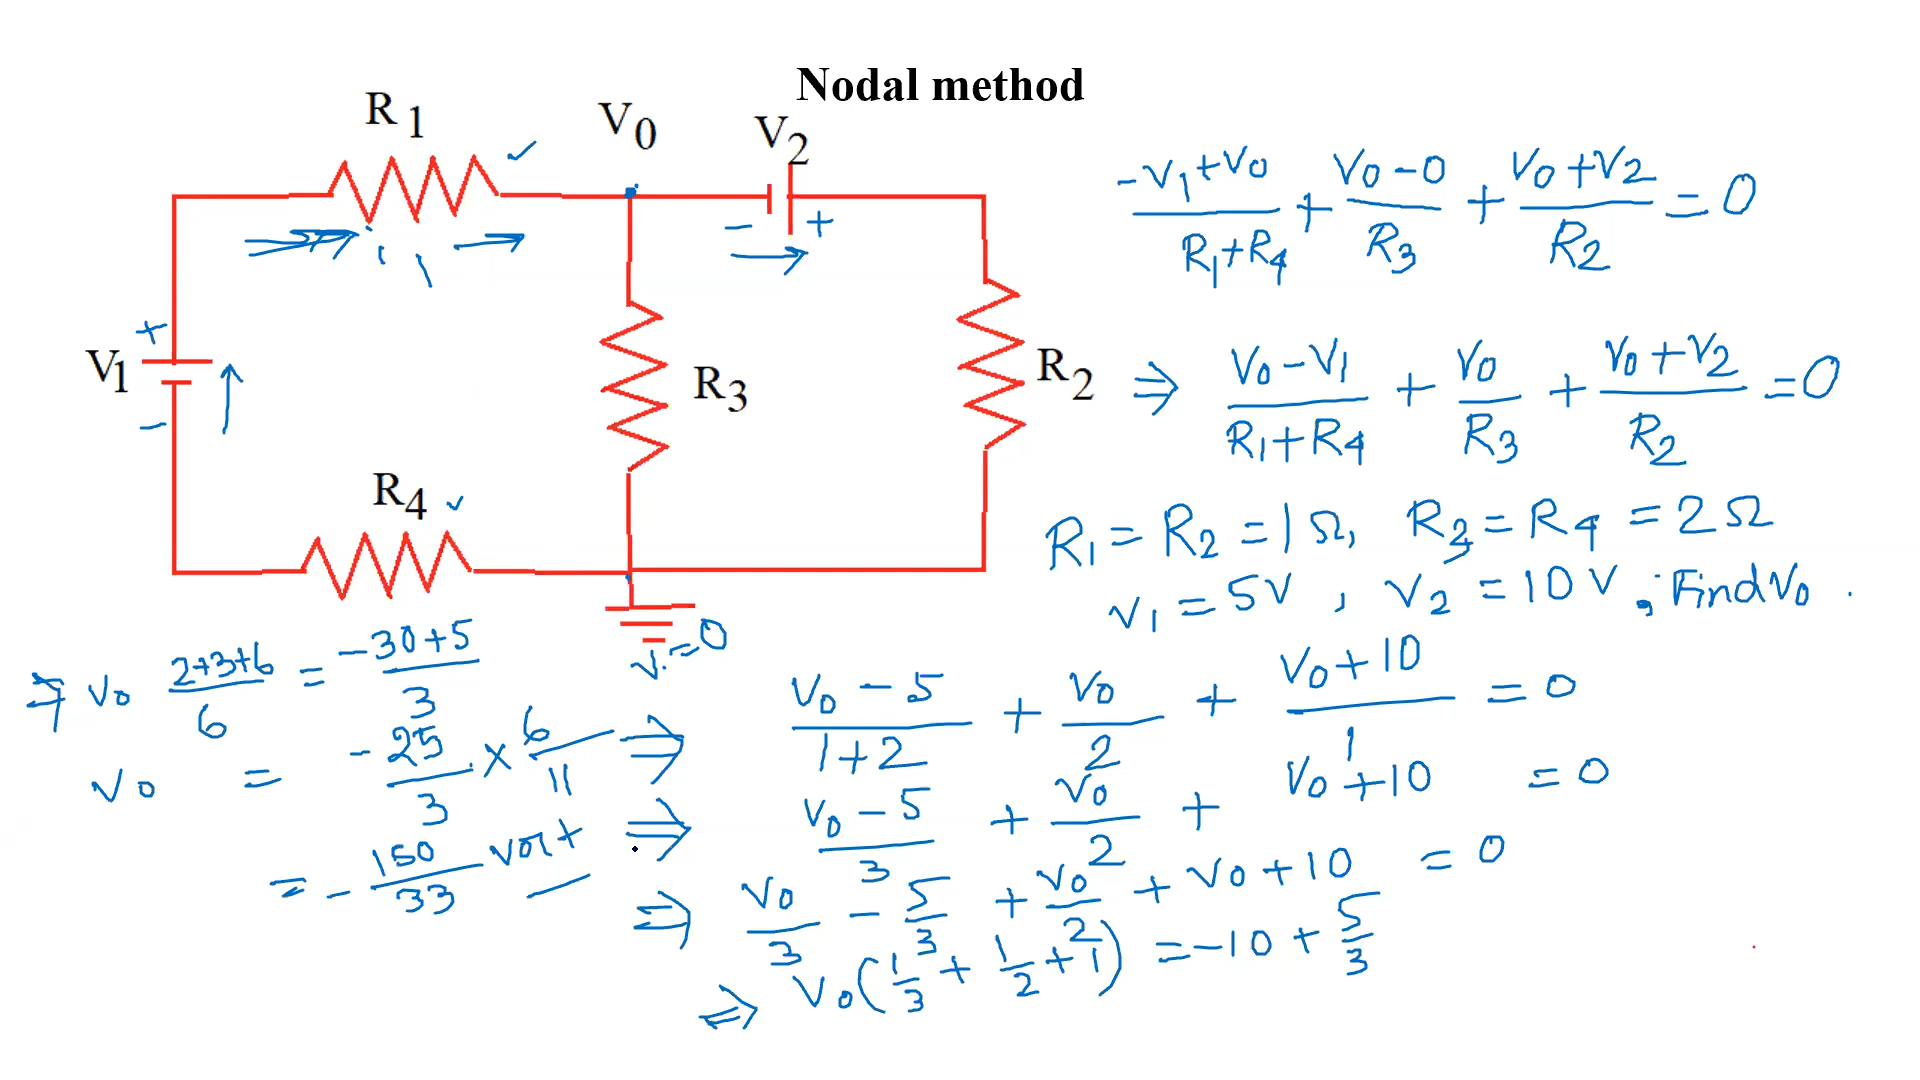 Nodal method
R1
V0
V2
- +
+
V1
-
R3
R2
R4
V=0
(-V1+V0)/(R1+R4) + (V0-0)/R3 + (V0+V2)/R2 = 0
⇒ (V0-V1)/(R1+R4) + V0/R3 + (V0+V2)/R2 = 0
R1 = R2 = 1Ω, R3 = R4 = 2Ω
V1 = 5V, V2 = 10V. Find V0.
⇒ (V0-5)/(1+2) + V0/2 + (V0+10)/1 = 0
⇒ (V0-5)/3 + V0/2 + V0+10 = 0
⇒ V0/3 - 5/3 + V0/2 + V0+10 = 0
⇒ V0(1/3 + 1/2 + 1) = -10 + 5/3
⇒ V0 (2+3+6)/6 = (-30+5)/3
V0 = -25/3 × 6/11
= -150/33 volt